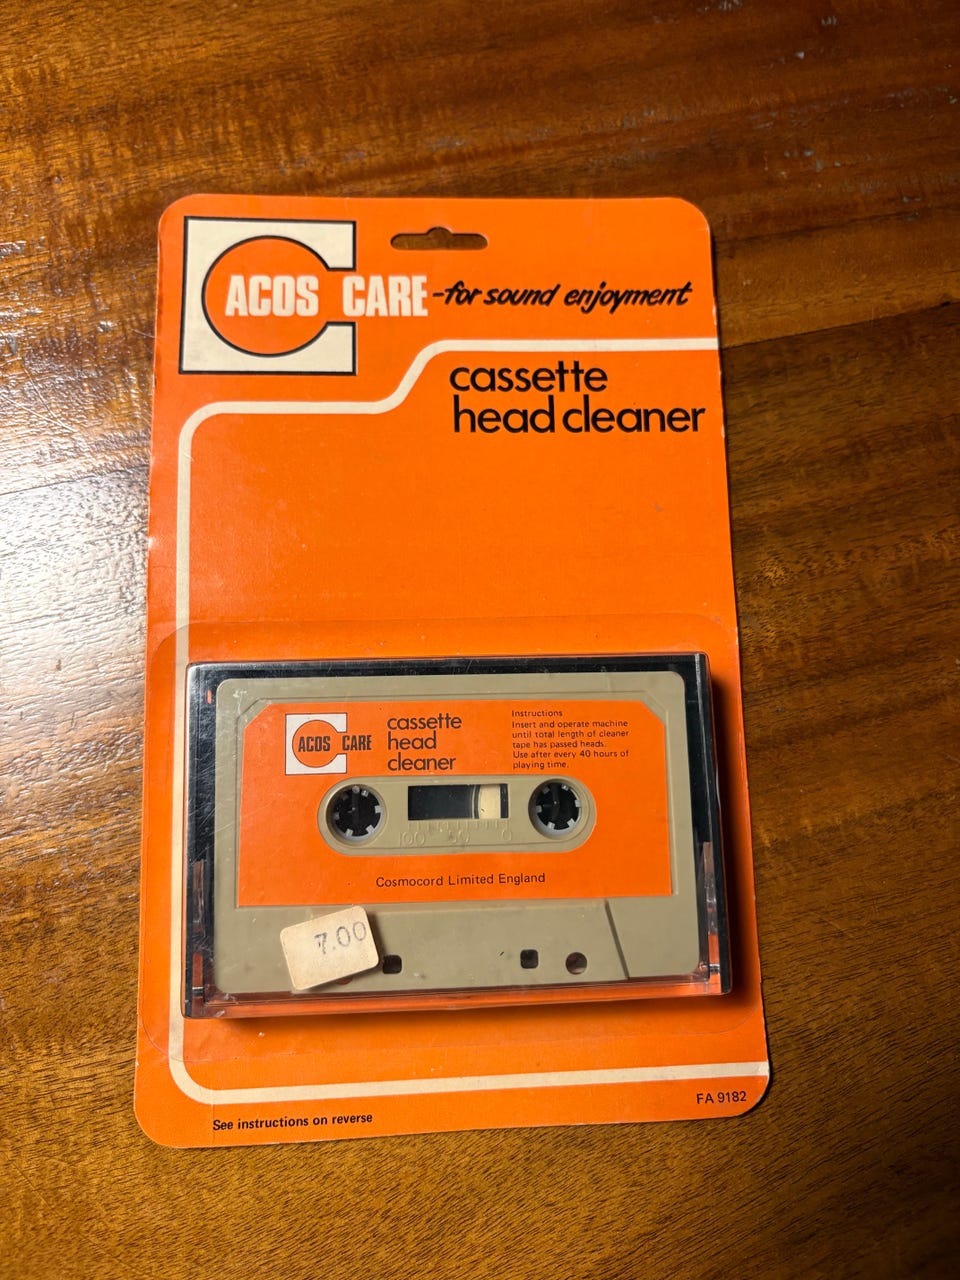 ACOS CARE -for sound enjoyment
cassette
head cleaner
ACOS CARE
cassette
head
cleaner
Instructions
Insert and operate machine
until total length of cleaner
tape has passed heads.
Use after every 40 hours of
playing time.
100 50 0
Cosmocord Limited England
7.00
See instructions on reverse
FA 9182